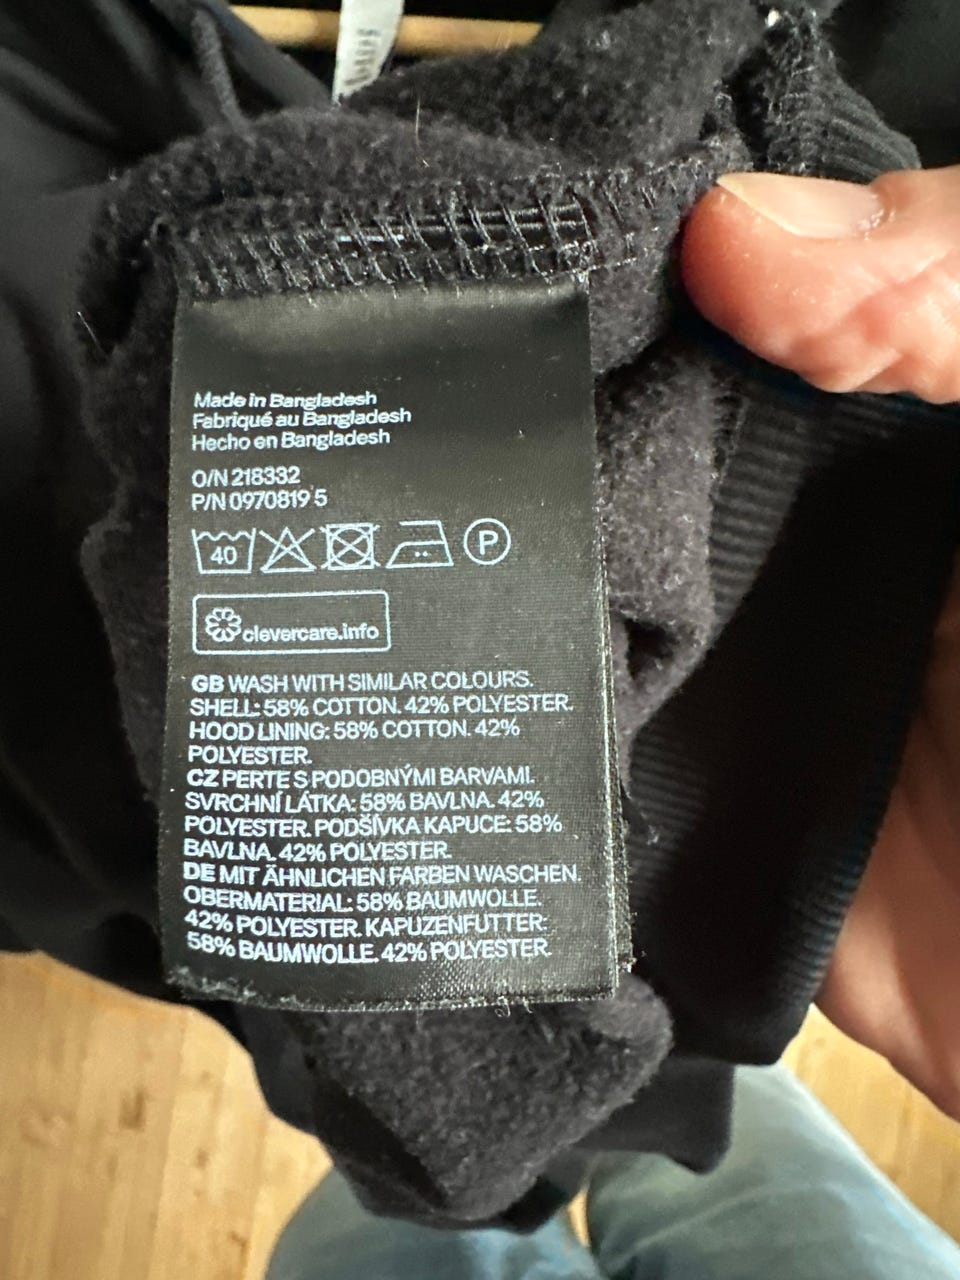 Made in Bangladesh
Fabriqué au Bangladesh
Hecho en Bangladesh
O/N 218332
P/N 0970819 5
40 P
clevercare.info
GB WASH WITH SIMILAR COLOURS.
SHELL: 58% COTTON. 42% POLYESTER.
HOOD LINING: 58% COTTON. 42%
POLYESTER.
CZ PERTE S PODOBNÝMI BARVAMI.
SVRCHNÍ LÁTKA: 58% BAVLNA. 42%
POLYESTER. PODŠÍVKA KAPUCE: 58%
BAVLNA. 42% POLYESTER.
DE MIT ÄHNLICHEN FARBEN WASCHEN.
OBERMATERIAL: 58% BAUMWOLLE.
42% POLYESTER. KAPUZENFUTTER:
58% BAUMWOLLE. 42% POLYESTER.